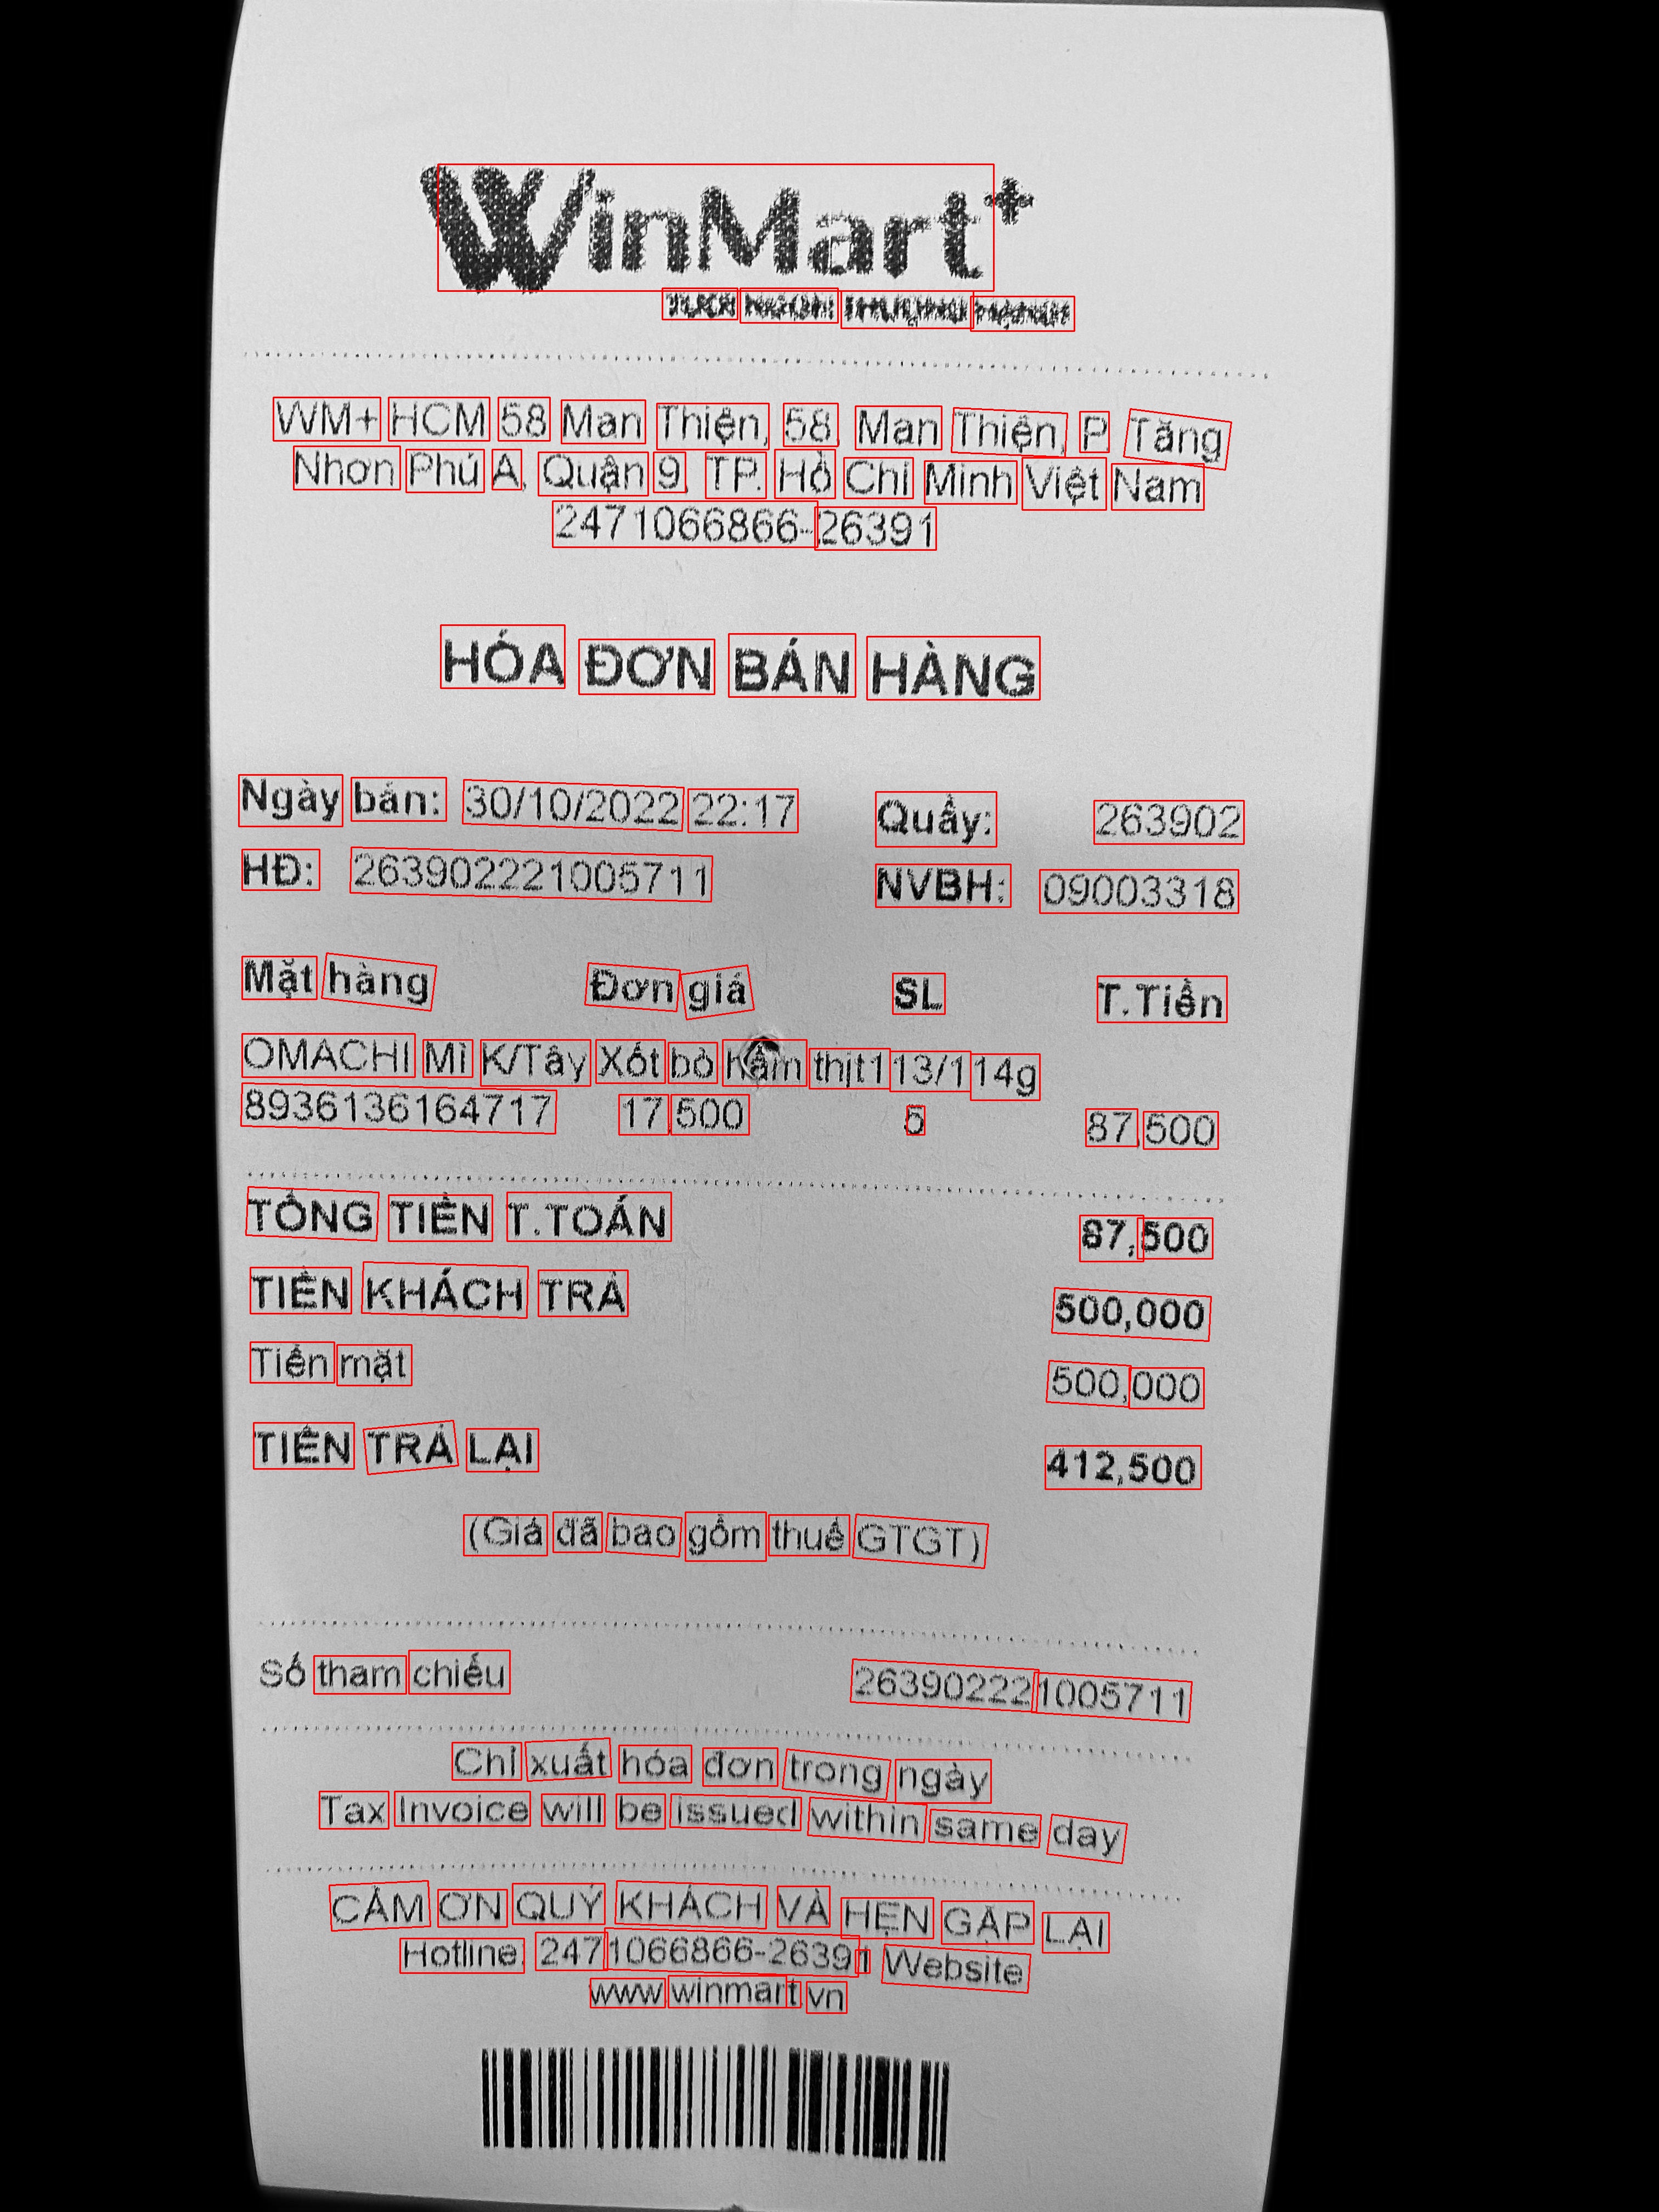 WinMart+
WM+ HCM 58 Man Thiện, 58, Man Thiện, P. Tăng
Nhơn Phú A, Quận 9, TP. Hồ Chí Minh Việt Nam
2471066866-26391
HÓA ĐƠN BÁN HÀNG
Ngày bán: 30/10/2022 22:17 Quầy: 263902
HĐ: 263902221005711 NVBH: 09003318
Mặt hàng Đơn giá SL T.Tiền
OMACHI Mì K/Tây Xốt bò hầm thịt113/114g
8936136164717 17,500 5 87,500
TỔNG TIỀN T.TOÁN 87,500
TIỀN KHÁCH TRẢ 500,000
Tiền mặt 500,000
TIỀN TRẢ LẠI 412,500
(Giá đã bao gồm thuế GTGT)
Số tham chiếu 263902221005711
Chỉ xuất hóa đơn trong ngày
Tax Invoice will be issued within same day
CẢM ƠN QUÝ KHÁCH VÀ HẸN GẶP LẠI
Hotline: 2471066866-26391 Website
www.winmart.vn